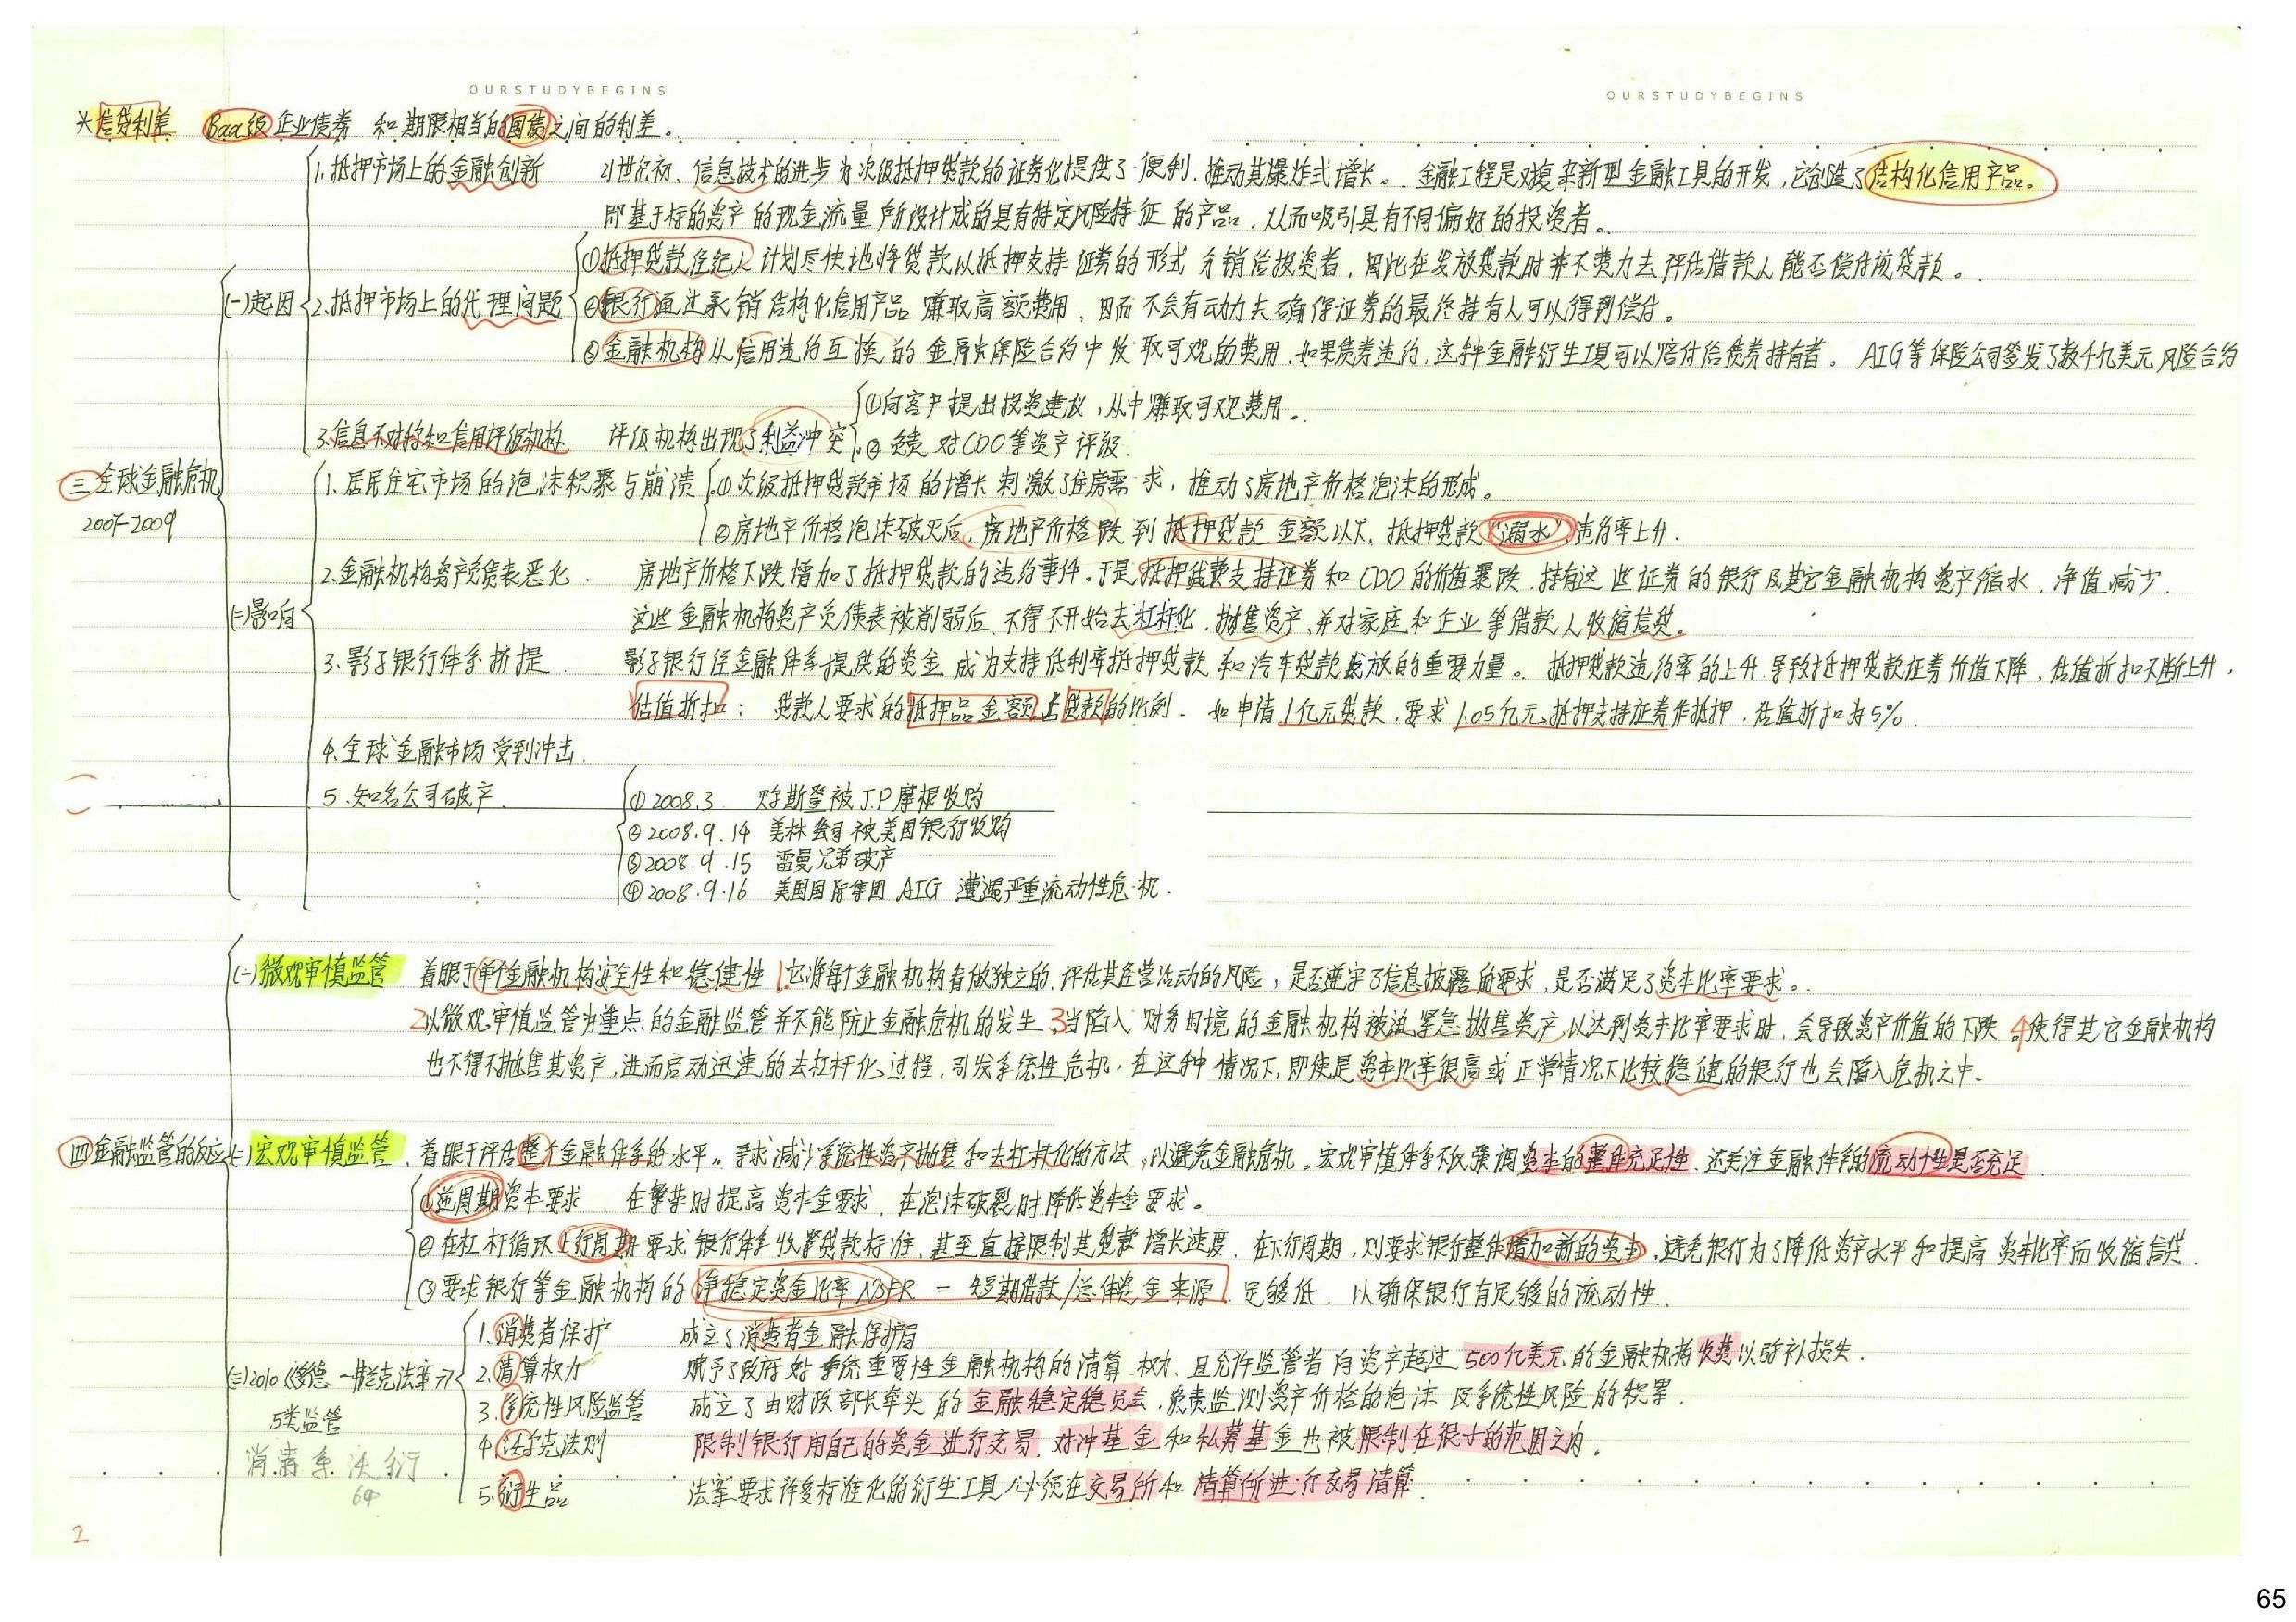 OURSTUDYBEGINS
OURSTUDYBEGINS
*信贷利差 Baa级企业债券 和期限相当的国债之间的利差。
1.抵押市场上的金融创新 21世纪初、信息技术的进步为次级抵押贷款的证券化提供了便利.推动其爆炸式增长。金融工程是对复杂新型金融工具的开发,它创造了结构化信用产品。
即基于标的资产的现金流量所设计成的具有特定风险特征的产品,从而吸引具有不同偏好的投资者。
①抵押贷款经纪人计划尽快地将贷款以抵押支持证券的形式分销给投资者,因此在发放贷款时并不费力去评估借款人能否偿付该贷款。
(一)起因 2.抵押市场上的代理问题 ②银行通过承销结构化信用产品赚取高额费用、因而不会有动力去确保证券的最终持有人可以得到偿付。
③金融机构从信用违约互换的金融保险合约中收取可观的费用.如果债券违约,这种金融衍生工具可以赔付给债券持有者。AIG等保险公司签发了数千亿美元风险合约
①向客户提出投资建议,从中赚取可观费用。
3.信息不对称和信用评级机构 评级机构出现了利益冲突 ②负责对CDO等资产评级.
三 全球金融危机 1.居民住宅市场的泡沫积聚与崩溃 ①次级抵押贷款市场的增长刺激了住房需求,推动了房地产价格泡沫的形成。
2007-2009 ②房地产价格泡沫破灭后,房地产价格跌到抵押贷款金额以下,抵押贷款"溺水",违约率上升.
2.金融机构资产负债表恶化. 房地产价格下跌增加了抵押贷款的违约事件.于是抵押贷款支持证券和CDO的价值暴跌.持有这些证券的银行及其它金融机构资产缩水.净值减少.
(二)影响 这些金融机构资产负债表被削弱后,不得不开始去杠杆化.抛售资产、并对家庭和企业等借款人收缩信贷。
3.影子银行体系挤提. 影子银行任金融体系提供的资金成为支持低利率抵押贷款和汽车贷款发放的重要力量。抵押贷款违约率的上升导致抵押贷款证券价值下降,估值折扣不断上升,
估值折扣: 贷款人要求的抵押品金额占贷款的比例. 如申请1亿元贷款.要求1.05亿元抵押支持证券作抵押.估值折扣为5%.
4.全球金融市场受到冲击.
5.知名公司破产. ①2008.3 贝尔斯登被J.P摩根收购
②2008.9.14 美林公司被美国银行收购
③2008.9.15 雷曼兄弟破产
④2008.9.16 美国国际集团AIG 遭遇严重流动性危机.
(一)微观审慎监管 着眼于单个金融机构安全性和稳健性 1.它将每个金融机构看做独立的,评估其经营活动的风险,是否遵守了信息披露的要求,是否满足了资本比率要求。
2以微观审慎监管为重点的金融监管并不能防止金融危机的发生 3当陷入财务困境的金融机构被迫紧急抛售资产以达到资本比率要求时,会导致资产价值的下跌 4使得其它金融机构
也不得不抛售其资产,进而启动迅速的去杠杆化过程,引发系统性危机.在这种情况下,即使是资本比率很高或正常情况下比较稳健的银行也会陷入危机之中.
四 金融监管的反应 (二)宏观审慎监管、着眼于评估整个金融体系的水平。寻求减少系统性资产抛售和去杠杆化的方法,以避免金融危机。宏观审慎体系不仅强调资本的整体充足性,还关注金融体系的流动性是否充足
①逆周期资本要求 . 在繁荣时提高资本金要求,在泡沫破裂时降低资本金要求。
②在杠杆循环上行周期要求银行体系收紧贷款标准、甚至直接限制其贷款增长速度.在下行周期,则要求银行整体增加新的资本,避免银行为了降低资产水平和提高资本比率而收缩信贷.
③要求银行等金融机构的净稳定资金比率NSFR = 短期借款/总体资金来源 足够低.以确保银行有足够的流动性.
1.消费者保护 成立了消费者金融保护局
(三)2010《多德-弗兰克法案》 2.清算权力 赋予了政府对系统重要性金融机构的清算权力、且允许监管者向资产超过500亿美元的金融机构收费以弥补损失.
5类监管 3.系统性风险监管 成立了由财政部长牵头的金融稳定稳员会.负责监测资产价格的泡沫及系统性风险的积累.
消 清 系 沃 衍 4.沃尔克法则 限制银行用自己的资金进行交易.对冲基金和私募基金也被限制在很小的范围之内。
64 5.衍生品 法案要求许多标准化的衍生工具必须在交易所和清算所进行交易清算.
2
65